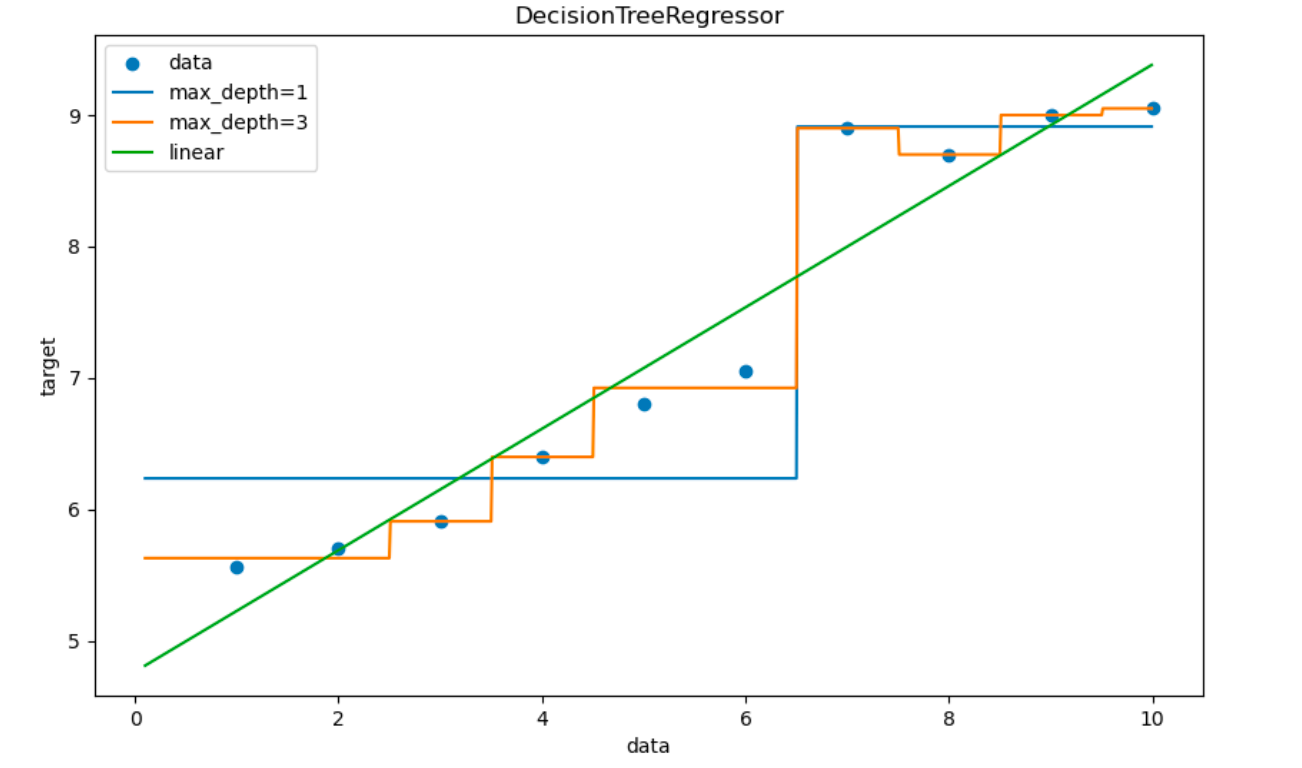 DecisionTreeRegressor
data
max_depth=1
max_depth=3
linear
9
8
7
6
5
target
0 2 4 6 8 10
data